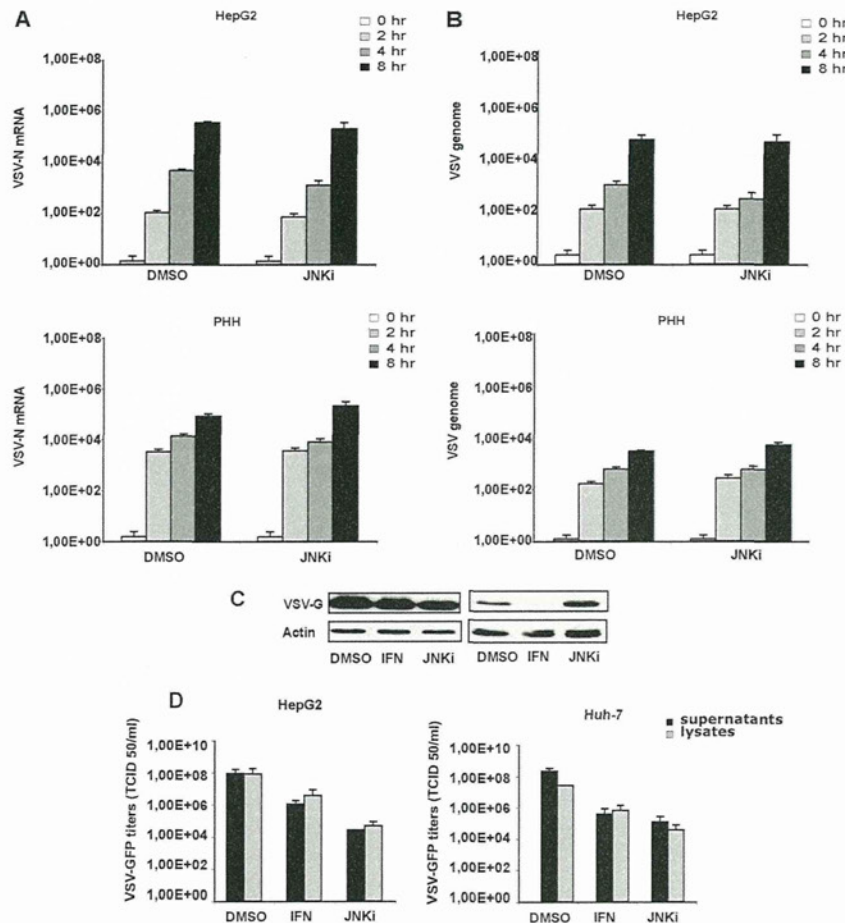 A
HepG2
0 hr
2 hr
4 hr
8 hr
VSV-N mRNA
1,00E+08
1,00E+06
1,00E+04
1,00E+02
1,00E+00
DMSO
JNKi
B
HepG2
0 hr
2 hr
4 hr
8 hr
VSV genome
1,00E+08
1,00E+06
1,00E+04
1,00E+02
1,00E+00
DMSO
JNKi
PHH
0 hr
2 hr
4 hr
8 hr
VSV-N mRNA
1,00E+08
1,00E+06
1,00E+04
1,00E+02
1,00E+00
DMSO
JNKi
PHH
0 hr
2 hr
4 hr
8 hr
VSV genome
1,00E+08
1,00E+06
1,00E+04
1,00E+02
1,00E+00
DMSO
JNKi
C
VSV-G
Actin
DMSO IFN JNKi
DMSO IFN JNKi
D
HepG2
VSV-GFP titers (TCID 50/ml)
1,00E+10
1,00E+08
1,00E+06
1,00E+04
1,00E+02
1,00E+00
DMSO IFN JNKi
Huh-7
supernatants
lysates
VSV-GFP titers (TCID 50/ml)
1,00E+10
1,00E+08
1,00E+06
1,00E+04
1,00E+02
1,00E+00
DMSO IFN JNKi